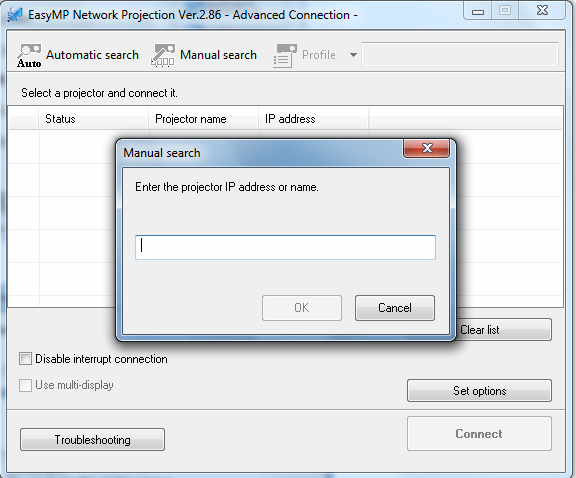 EasyMP Network Projection Ver.2.86 - Advanced Connection -
Auto Automatic search Manual search Profile
Select a projector and connect it.
Status Projector name IP address
Manual search
Enter the projector IP address or name.
OK Cancel
Clear list
Disable interrupt connection
Use multi-display
Set options
Troubleshooting
Connect